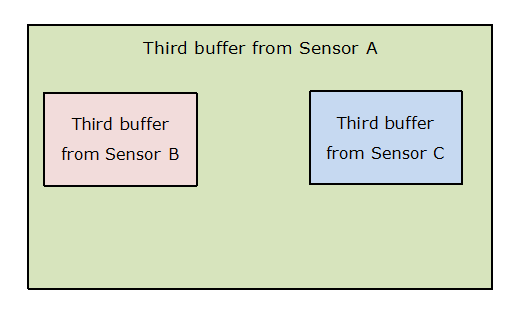 Third buffer from Sensor A
Third buffer
from Sensor B
Third buffer
from Sensor C